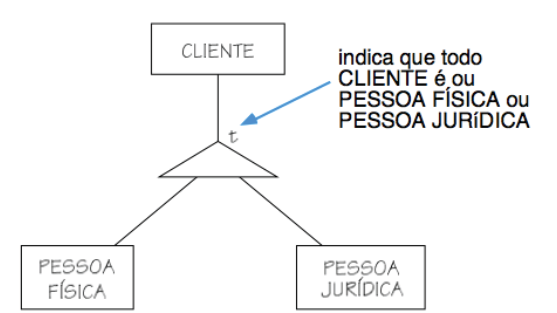 CLIENTE
indica que todo
CLIENTE é ou
PESSOA FÍSICA ou
PESSOA JURÍDICA
t
PESSOA
FÍSICA
PESSOA
JURÍDICA